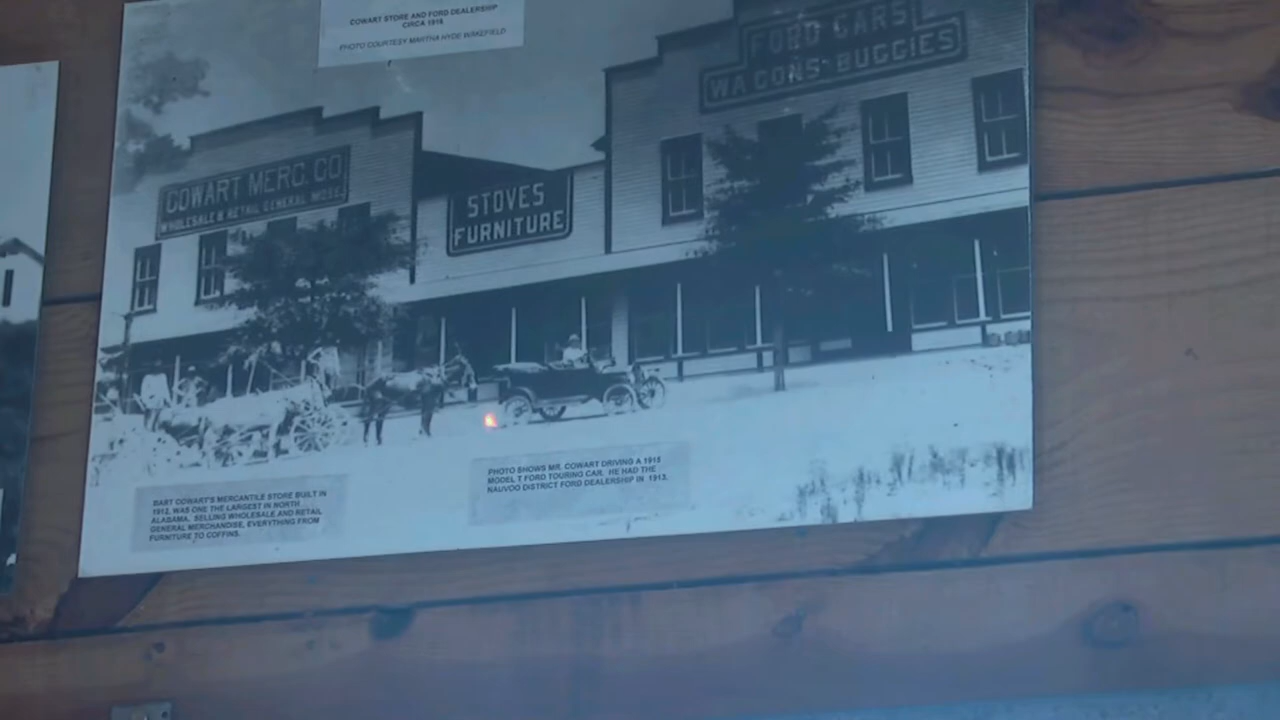 COWART STORE AND FORD DEALERSHIP
CIRCA 1916
PHOTO COURTESY MARTHA HYDE WAKEFIELD
FORD CARS
WAGONS-BUGGIES
COWART MERC. CO
WHOLESALE & RETAIL GENERAL MDSE.
STOVES
FURNITURE
PHOTO SHOWS MR. COWART DRIVING A 1915
MODEL T FORD TOURING CAR. HE HAD THE
NAUVOO DISTRICT FORD DEALERSHIP IN 1913.
BART COWART'S MERCANTILE STORE BUILT IN
1912, WAS ONE THE LARGEST IN NORTH
ALABAMA. SELLING WHOLESALE AND RETAIL
GENERAL MERCHANDISE, EVERYTHING FROM
FURNITURE TO COFFINS.